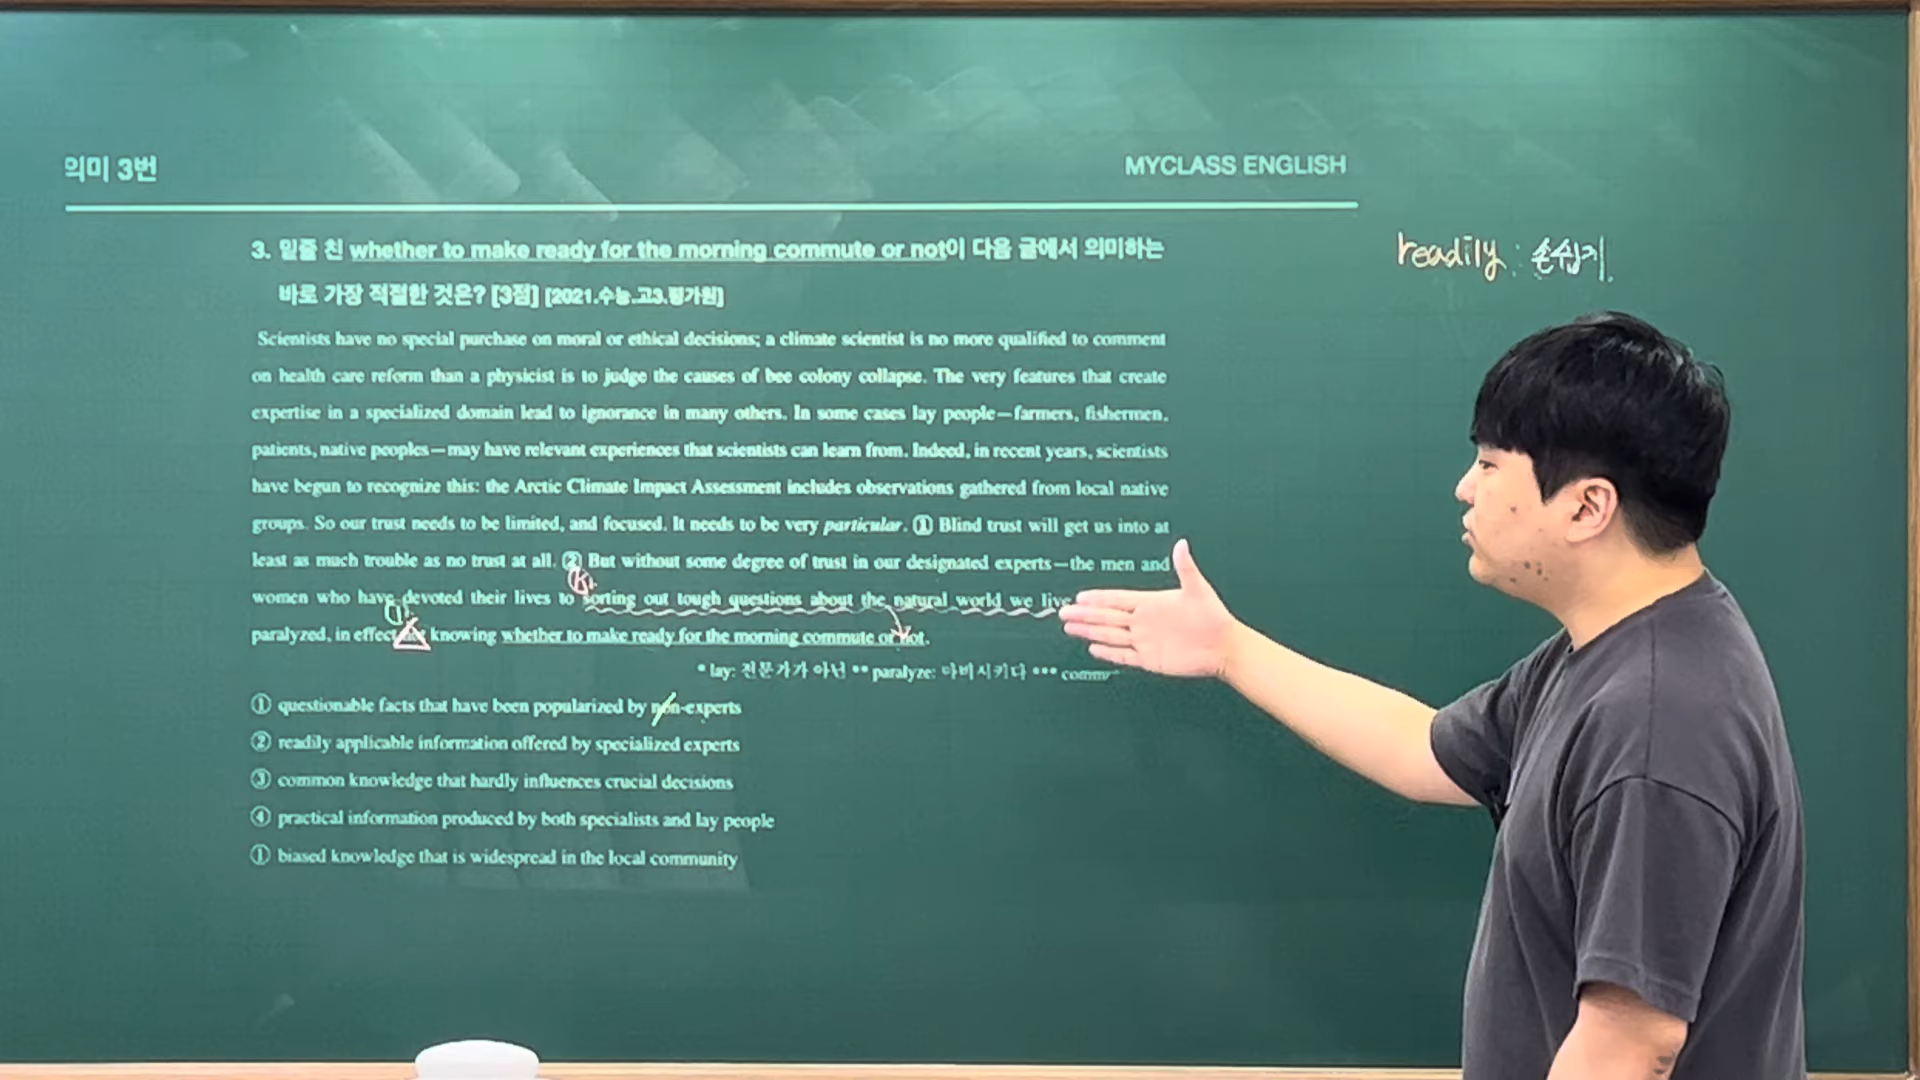 의미 3번
MYCLASS ENGLISH
3. 밑줄 친 whether to make ready for the morning commute or not이 다음 글에서 의미하는
바로 가장 적절한 것은? [3점] [2021.수능.고3.평가원]
readily : 손쉽게.
Scientists have no special purchase on moral or ethical decisions; a climate scientist is no more qualified to comment
on health care reform than a physicist is to judge the causes of bee colony collapse. The very features that create
expertise in a specialized domain lead to ignorance in many others. In some cases lay people—farmers, fishermen,
patients, native peoples—may have relevant experiences that scientists can learn from. Indeed, in recent years, scientists
have begun to recognize this: the Arctic Climate Impact Assessment includes observations gathered from local native
groups. So our trust needs to be limited, and focused. It needs to be very particular. ① Blind trust will get us into at
least as much trouble as no trust at all. ② But without some degree of trust in our designated experts—the men and
women who have devoted their lives to sorting out tough questions about the natural world we live
paralyzed, in effect knowing whether to make ready for the morning commute or not.
* lay: 전문가가 아닌 ** paralyze: 마비시키다 ***
① questionable facts that have been popularized by non-experts
② readily applicable information offered by specialized experts
③ common knowledge that hardly influences crucial decisions
④ practical information produced by both specialists and lay people
① biased knowledge that is widespread in the local community